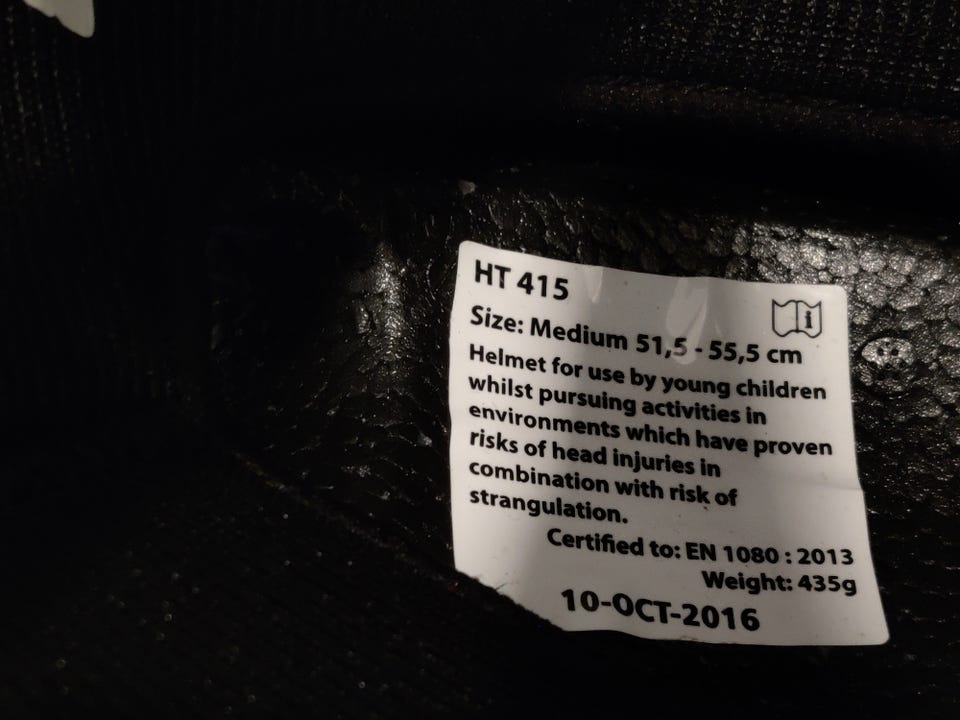 HT 415
Size: Medium 51,5 - 55,5 cm
Helmet for use by young children
whilst pursuing activities in
environments which have proven
risks of head injuries in
combination with risk of
strangulation.
Certified to: EN 1080 : 2013
Weight: 435g
10-OCT-2016